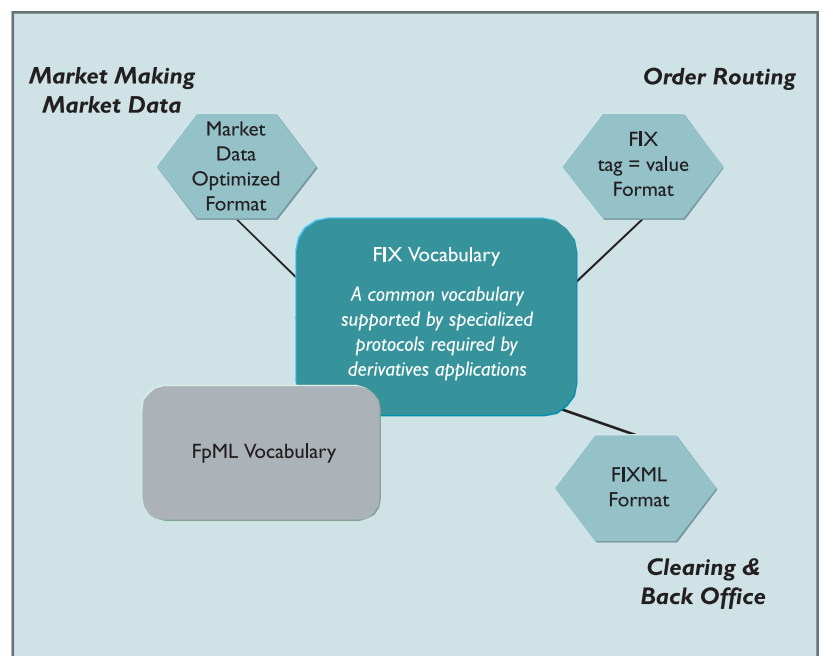 Market Making
Market Data
Order Routing
Market
Data
Optimized
Format
FIX
tag = value
Format
FIX Vocabulary
A common vocabulary
supported by specialized
protocols required by
derivatives applications
FpML Vocabulary
FIXML
Format
Clearing &
Back Office